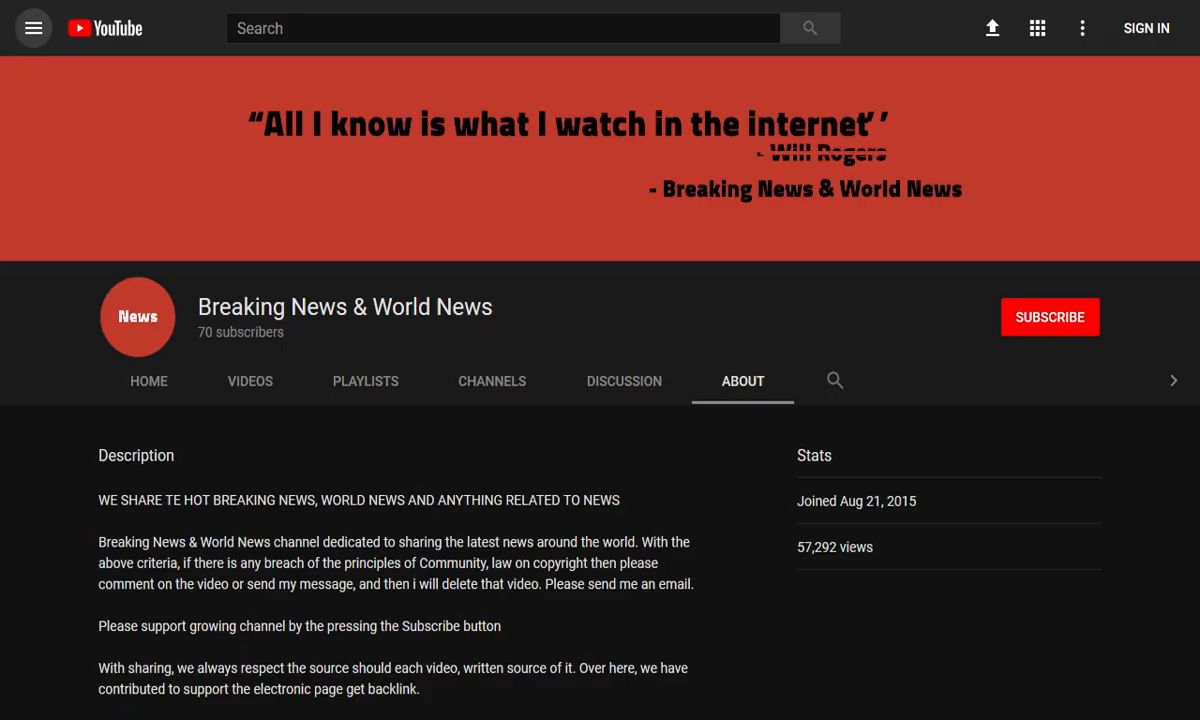 YouTube
Search
SIGN IN
“All I know is what I watch in the internet’’
- Will Rogers
- Breaking News & World News
News
Breaking News & World News
70 subscribers
SUBSCRIBE
HOME
VIDEOS
PLAYLISTS
CHANNELS
DISCUSSION
ABOUT
Description
WE SHARE TE HOT BREAKING NEWS, WORLD NEWS AND ANYTHING RELATED TO NEWS
Breaking News & World News channel dedicated to sharing the latest news around the world. With the
above criteria, if there is any breach of the principles of Community, law on copyright then please
comment on the video or send my message, and then i will delete that video. Please send me an email.
Please support growing channel by the pressing the Subscribe button
With sharing, we always respect the source should each video, written source of it. Over here, we have
contributed to support the electronic page get backlink.
Stats
Joined Aug 21, 2015
57,292 views